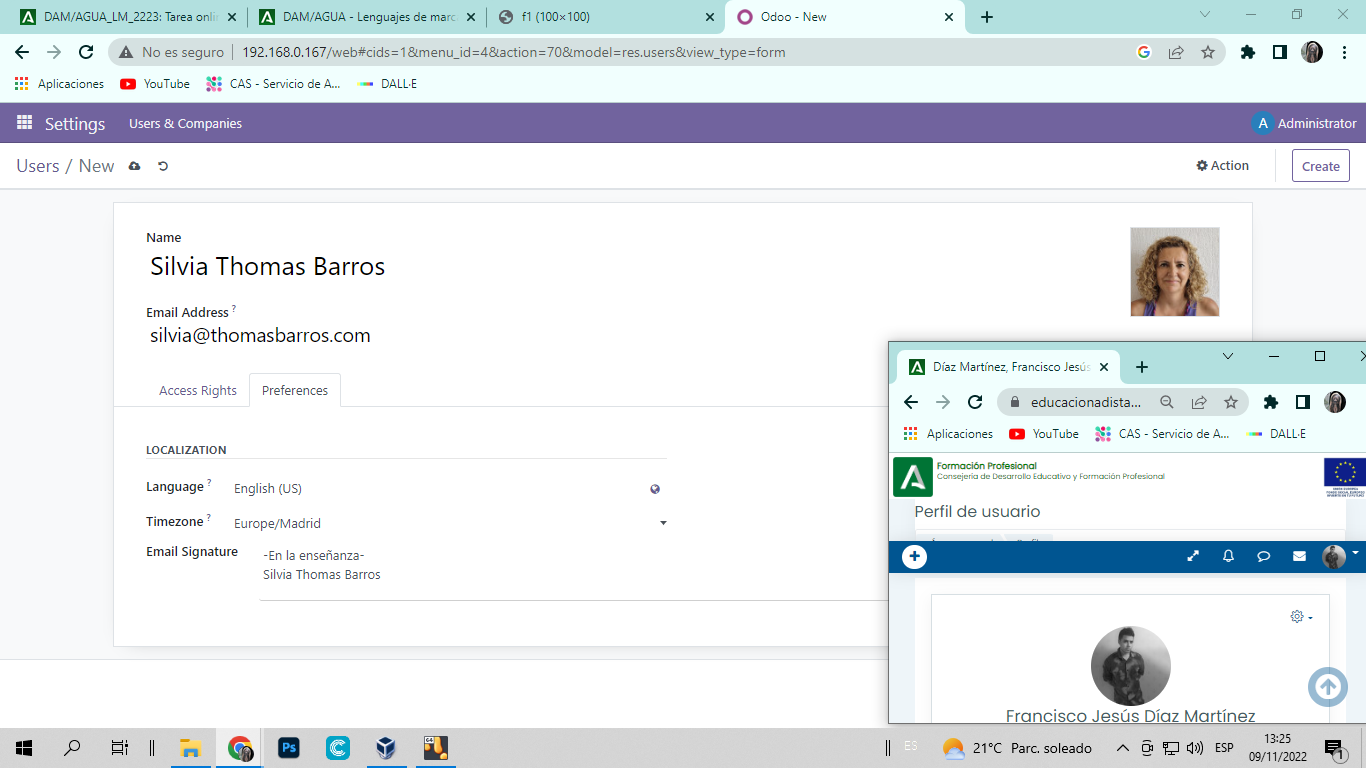 DAM/AGUA_LM_2223: Tarea onlin
DAM/AGUA - Lenguajes de marc
f1 (100×100)
Odoo - New
No es seguro
192.168.0.167/web#cids=1&menu_id=4&action=70&model=res.users&view_type=form
Aplicaciones
YouTube
CAS - Servicio de A...
DALL·E
Settings
Users & Companies
A Administrator
Users / New
Action
Create
Name
Silvia Thomas Barros
Email Address ?
silvia@thomasbarros.com
Access Rights
Preferences
LOCALIZATION
Language ?
English (US)
Timezone ?
Europe/Madrid
Email Signature
-En la enseñanza-
Silvia Thomas Barros
Díaz Martínez, Francisco Jesús
educacionadista...
Aplicaciones
YouTube
CAS - Servicio de A...
DALL·E
Formación Profesional
Consejería de Desarrollo Educativo y Formación Profesional
Perfil de usuario
Francisco Jesús Díaz Martínez
Ps
ES
21°C Parc. soleado
ESP
13:25
09/11/2022
1